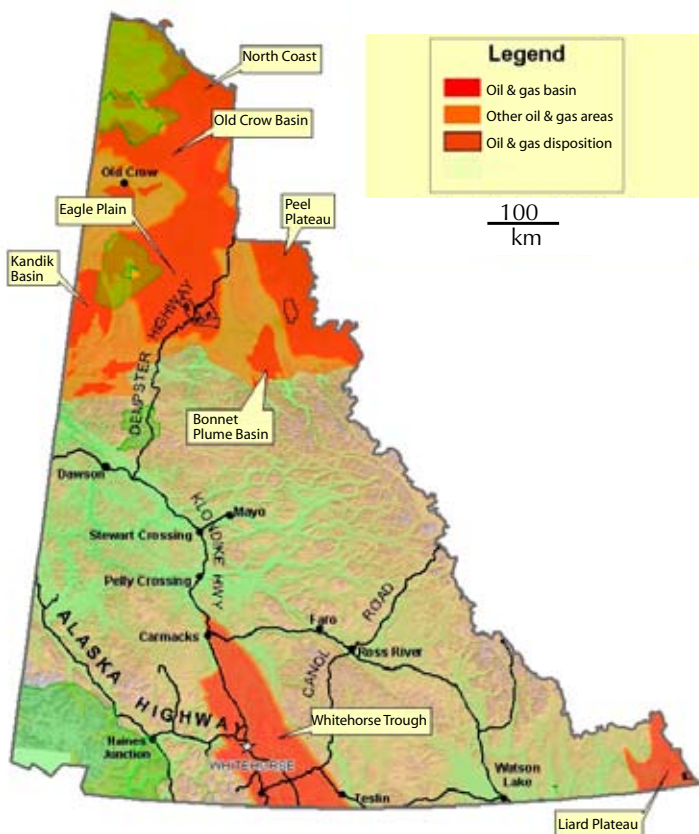 North Coast
Legend
Oil & gas basin
Other oil & gas areas
Oil & gas disposition
Old Crow Basin
Old Crow
Eagle Plain
Peel
Plateau
100
km
Kandik
Basin
DEMPSTER HIGHWAY
Bonnet
Plume Basin
Dawson
KLONDIKE HWY
Mayo
Stewart Crossing
Pelly Crossing
Faro
CANOL ROAD
Carmacks
Ross River
ALASKA HIGHWAY
Whitehorse Trough
Haines
Junction
WHITEHORSE
Watson
Lake
Teslin
Liard Plateau